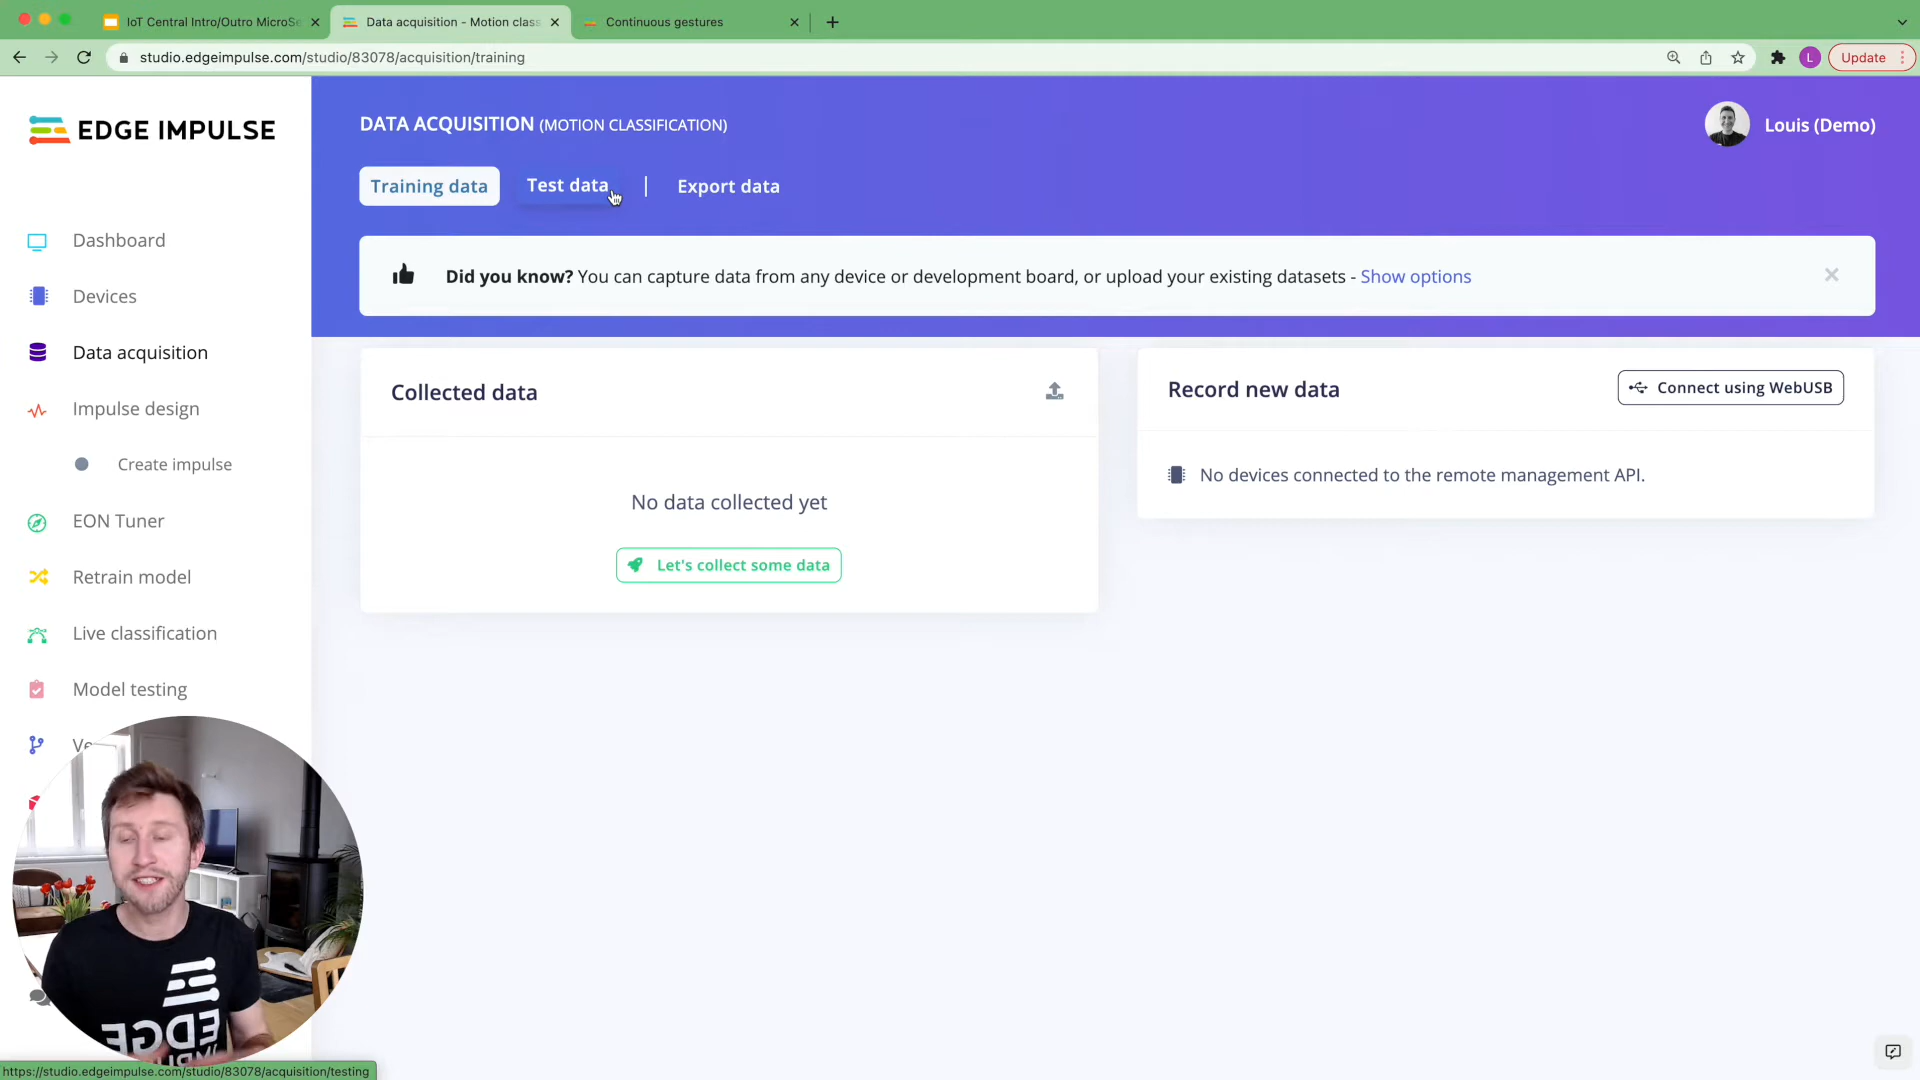 IoT Central Intro/Outro MicroSe
Data acquisition - Motion class
Continuous gestures
studio.edgeimpulse.com/studio/83078/acquisition/training
L
Update
EDGE IMPULSE
DATA ACQUISITION (MOTION CLASSIFICATION)
Louis (Demo)
Training data
Test data
Export data
Did you know? You can capture data from any device or development board, or upload your existing datasets - Show options
Dashboard
Devices
Data acquisition
Impulse design
Create impulse
EON Tuner
Retrain model
Live classification
Model testing
Collected data
No data collected yet
Let's collect some data
Record new data
Connect using WebUSB
No devices connected to the remote management API.
EDGE
https://studio.edgeimpulse.com/studio/83078/acquisition/testing